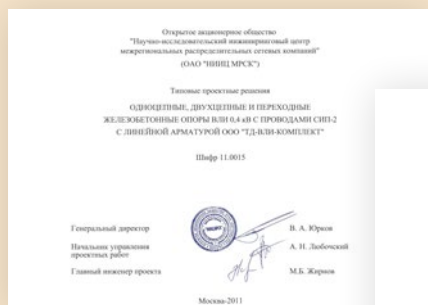 Открытое акционерное общество
"Научно-исследовательский инжиниринговый центр
межрегиональных распределительных сетевых компаний"
(ОАО "НИИЦ МРСК")
Типовые проектные решения
ОДНОЦЕПНЫЕ, ДВУХЦЕПНЫЕ И ПЕРЕХОДНЫЕ
ЖЕЛЕЗОБЕТОННЫЕ ОПОРЫ ВЛИ 0,4 кВ С ПРОВОДАМИ СИП-2
С ЛИНЕЙНОЙ АРМАТУРОЙ ООО "ТД-ВЛИ-КОМПЛЕКТ"
Шифр 11.0015
Генеральный директор В. А. Юрков
Начальник управления А. Н. Любочский
проектных работ
Главный инженер проекта М.Б. Жирнов
Москва-2011